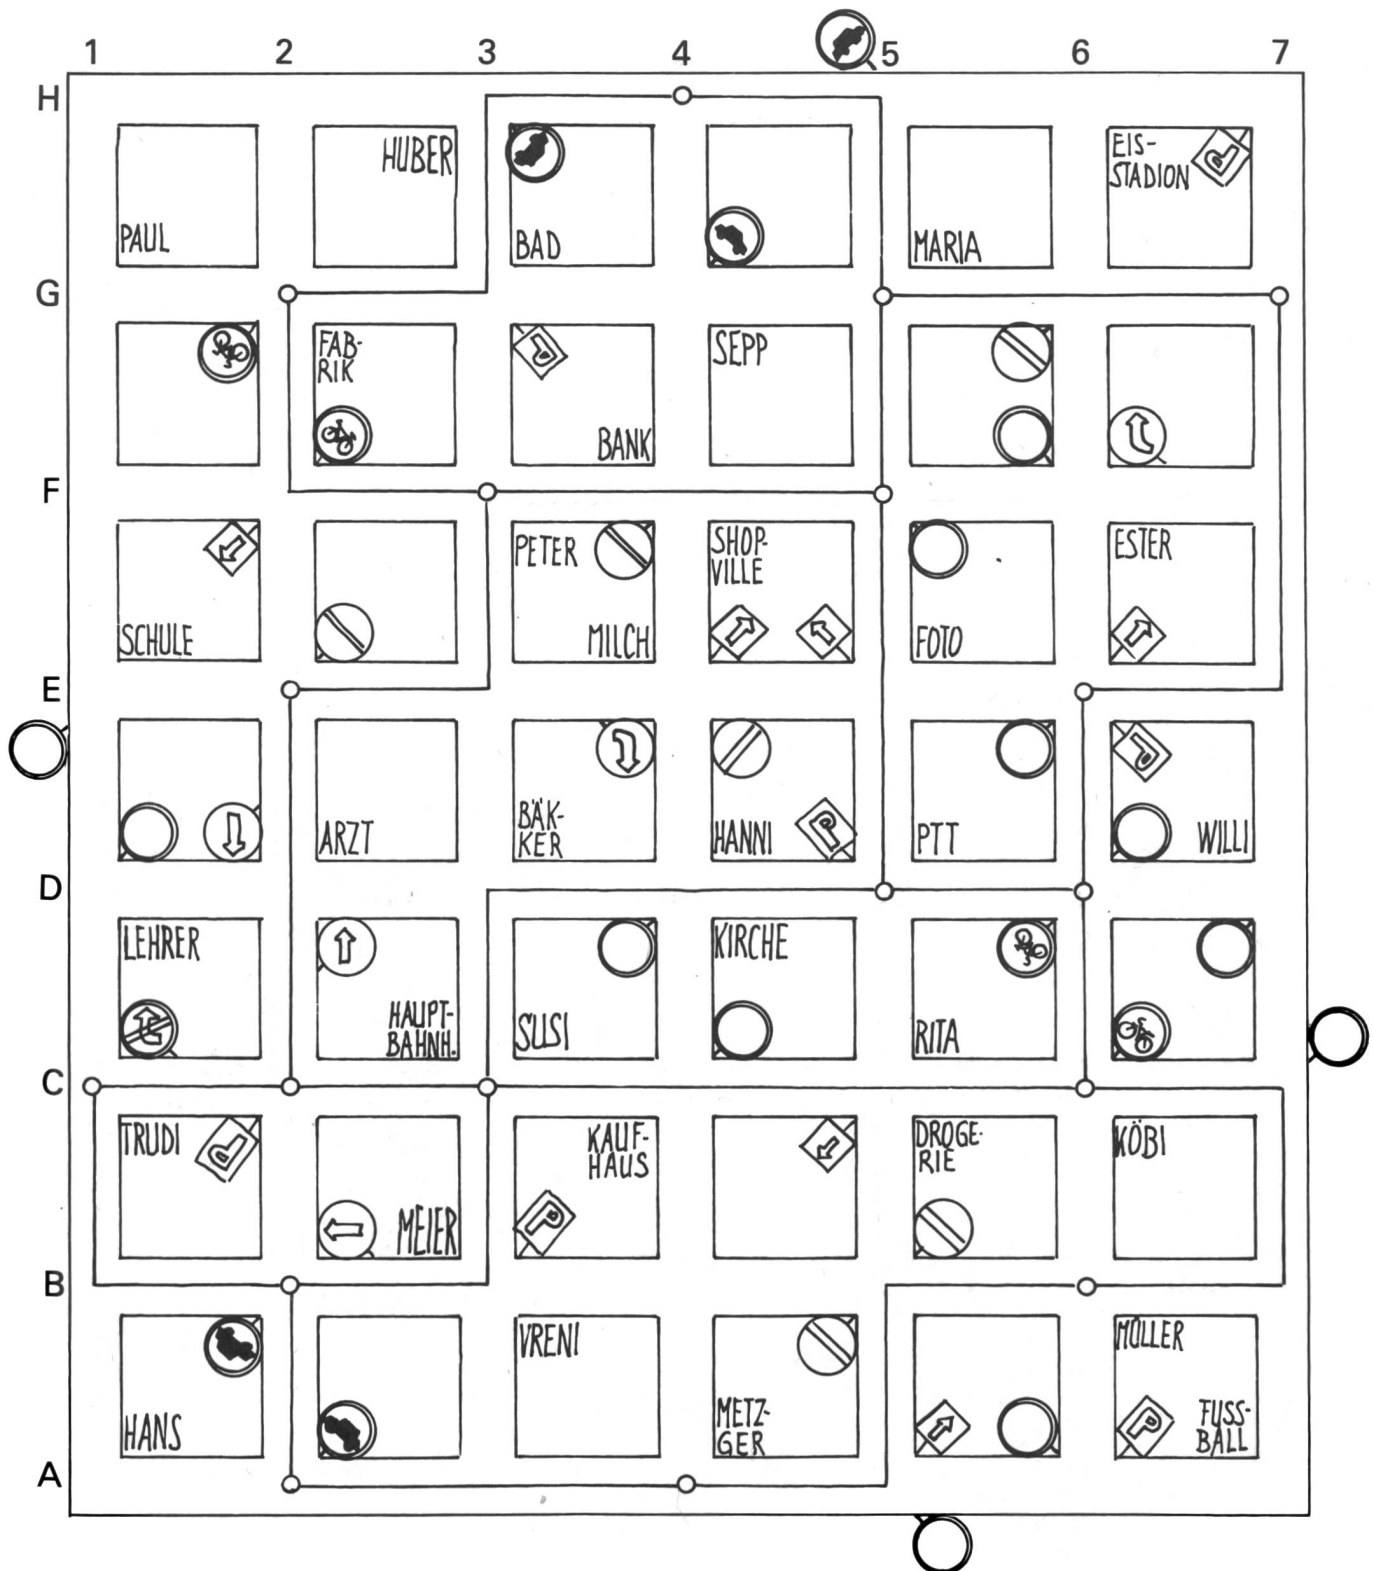 1 2 3 4 5 6 7
H
HUBER
EIS-
STADION
PAUL
BAD
MARIA
G
FAB-
RIK
SEPP
BANK
F
PETER
SHOP-
VILLE
ESTER
SCHULE
MILCH
FOTO
E
ARZT
BÄK-
KER
HANNI
P
PTT
WILLI
D
LEHRER
KIRCHE
HAUPT-
BAHNH.
SUSI
RITA
C
TRUDI
KAUF-
HAUS
DROGE-
RIE
KÖBI
MEIER
P
B
VRENI
MÜLLER
HANS
METZ-
GER
P
FUSS-
BALL
A